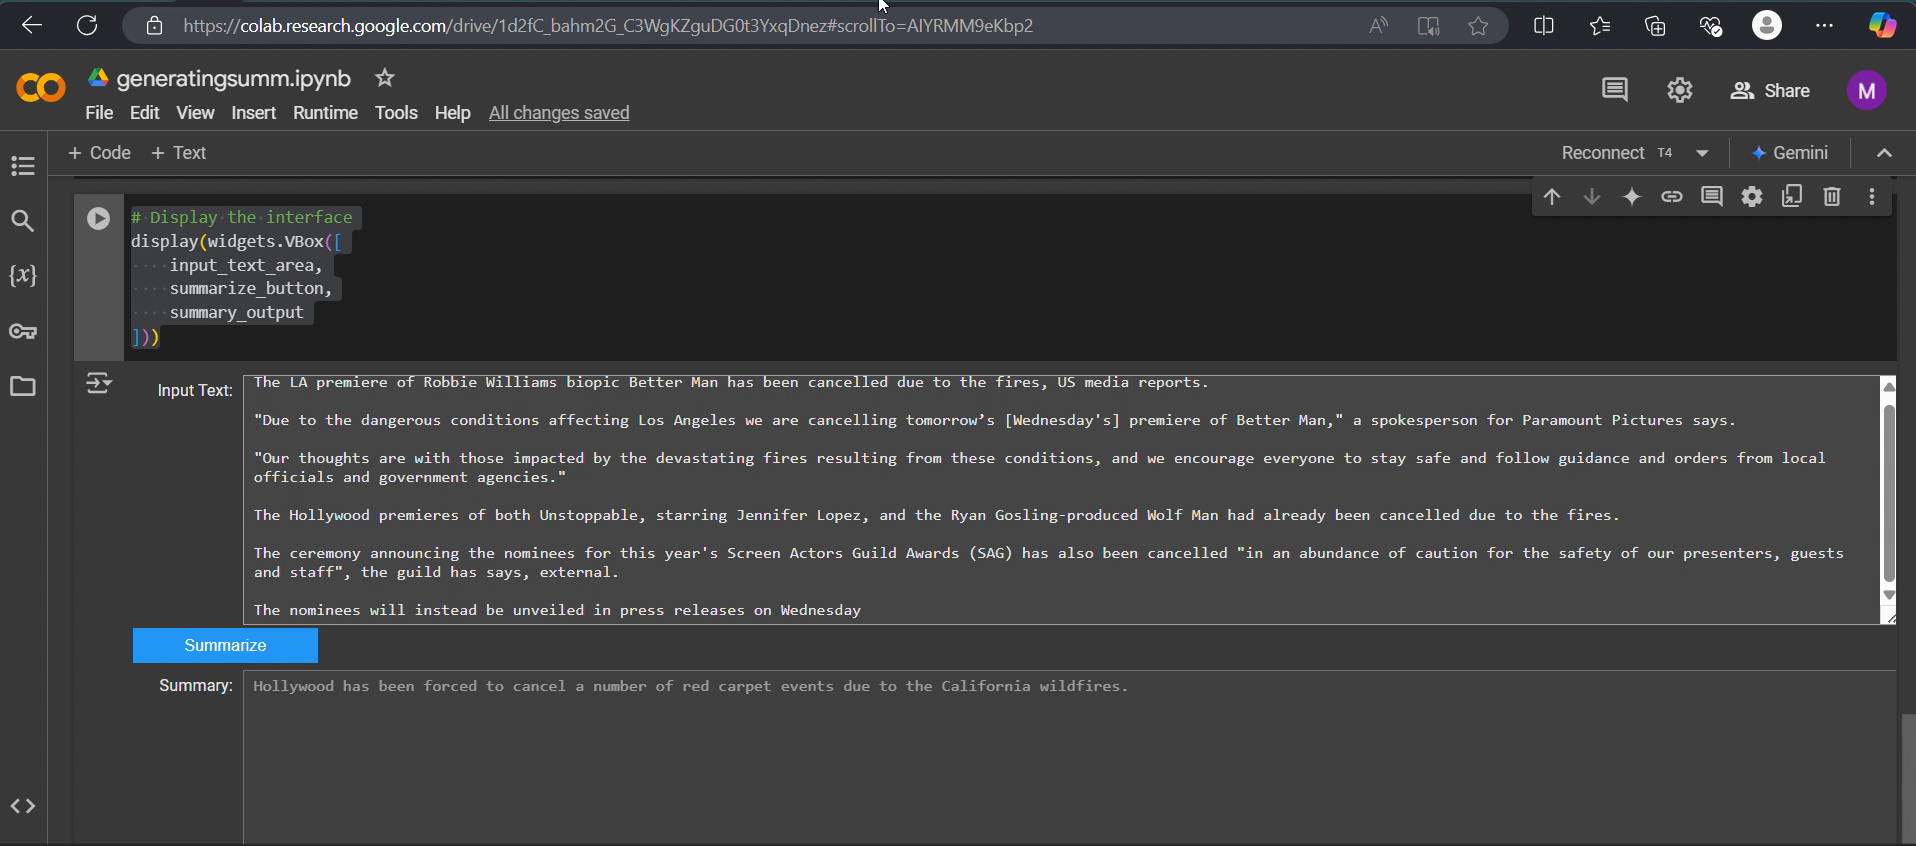 https://colab.research.google.com/drive/1d2fC_bahm2G_C3WgKZguDG0t3YxqDnez#scrollTo=AIYRMM9eKbp2
generatingsumm.ipynb
File Edit View Insert Runtime Tools Help All changes saved
Share
M
+ Code + Text
Reconnect T4
Gemini
{x}
# Display the interface
display(widgets.VBox([
input_text_area,
summarize_button,
summary_output
]))
Input Text:
The LA premiere of Robbie Williams biopic Better Man has been cancelled due to the fires, US media reports.
"Due to the dangerous conditions affecting Los Angeles we are cancelling tomorrow’s [Wednesday's] premiere of Better Man," a spokesperson for Paramount Pictures says.
"Our thoughts are with those impacted by the devastating fires resulting from these conditions, and we encourage everyone to stay safe and follow guidance and orders from local
officials and government agencies."
The Hollywood premieres of both Unstoppable, starring Jennifer Lopez, and the Ryan Gosling-produced Wolf Man had already been cancelled due to the fires.
The ceremony announcing the nominees for this year's Screen Actors Guild Awards (SAG) has also been cancelled "in an abundance of caution for the safety of our presenters, guests
and staff", the guild has says, external.
The nominees will instead be unveiled in press releases on Wednesday
Summarize
Summary:
Hollywood has been forced to cancel a number of red carpet events due to the California wildfires.